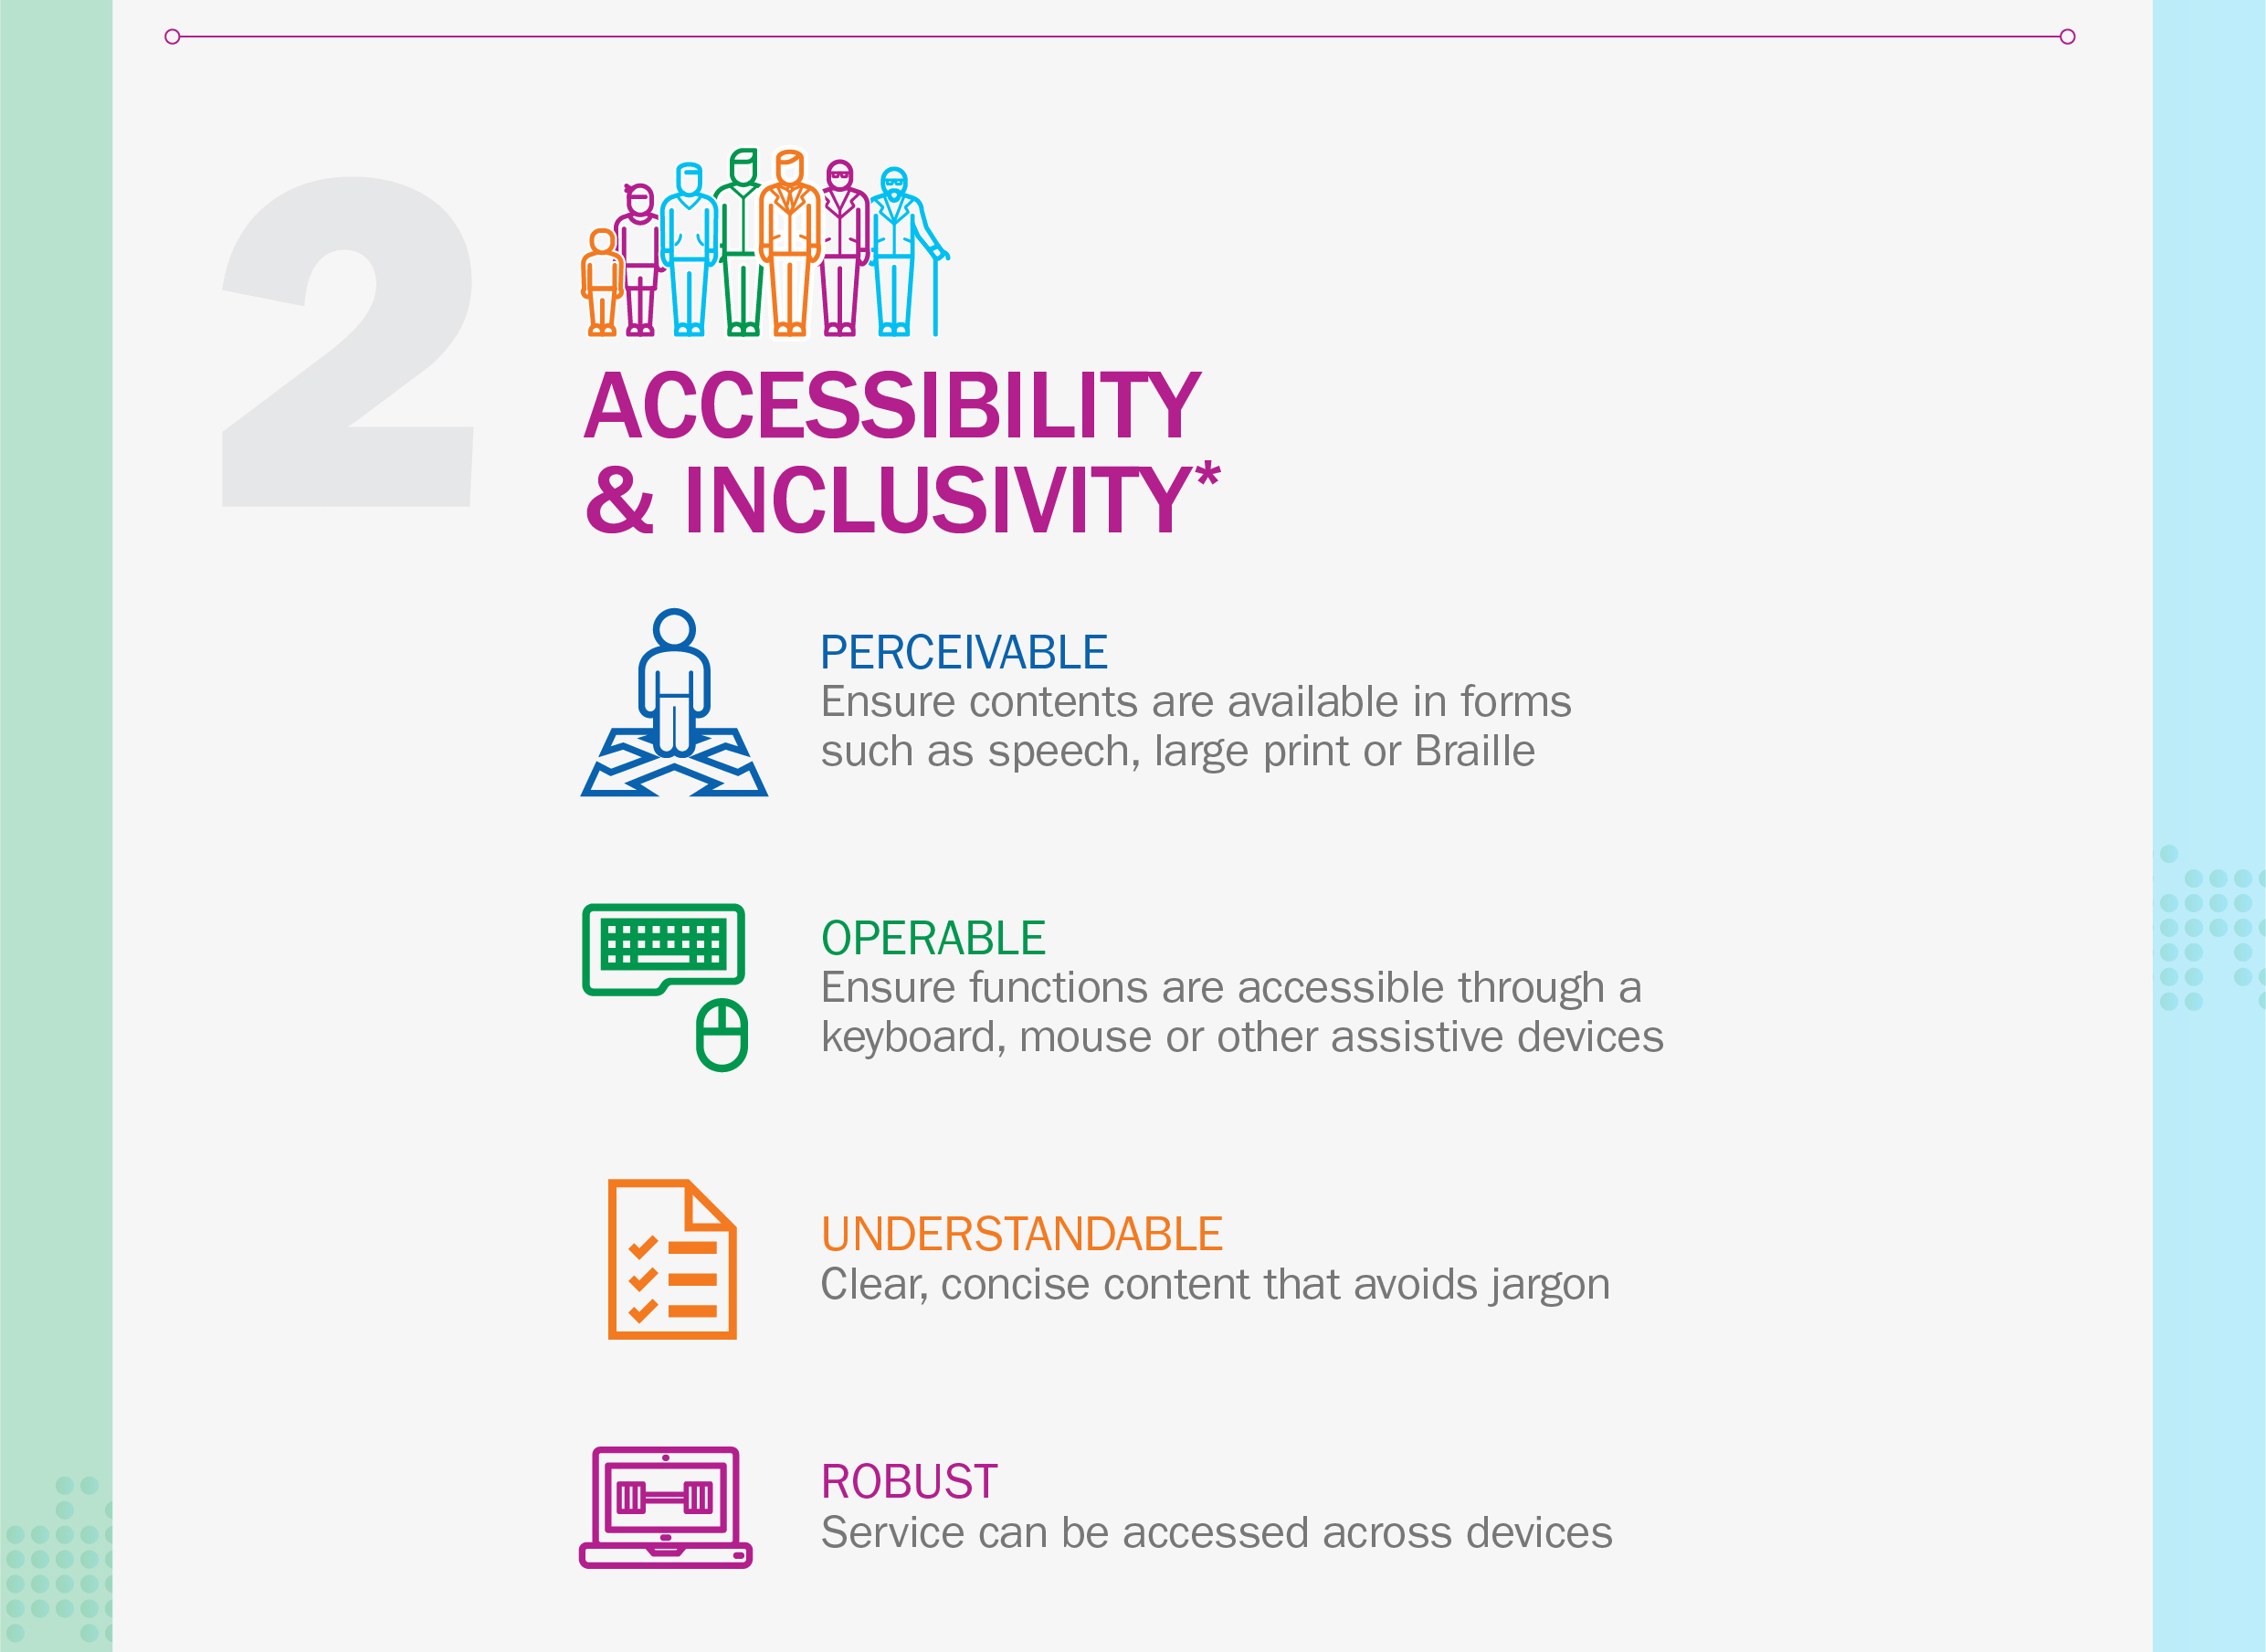 2
ACCESSIBILITY
& INCLUSIVITY*
PERCEIVABLE
Ensure contents are available in forms
such as speech, large print or Braille
OPERABLE
Ensure functions are accessible through a
keyboard, mouse or other assistive devices
UNDERSTANDABLE
Clear, concise content that avoids jargon
ROBUST
Service can be accessed across devices